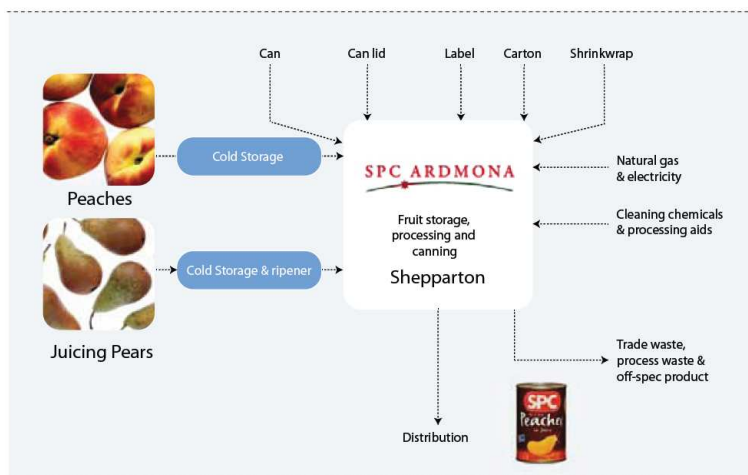 Can
Can lid
Label
Carton
Shrinkwrap
Cold Storage
Peaches
SPC ARDMONA
Natural gas
& electricity
Fruit storage,
processing and
canning
Shepparton
Cleaning chemicals
& processing aids
Cold Storage & ripener
Juicing Pears
Trade waste,
process waste &
off-spec product
SPC
Peaches
Distribution